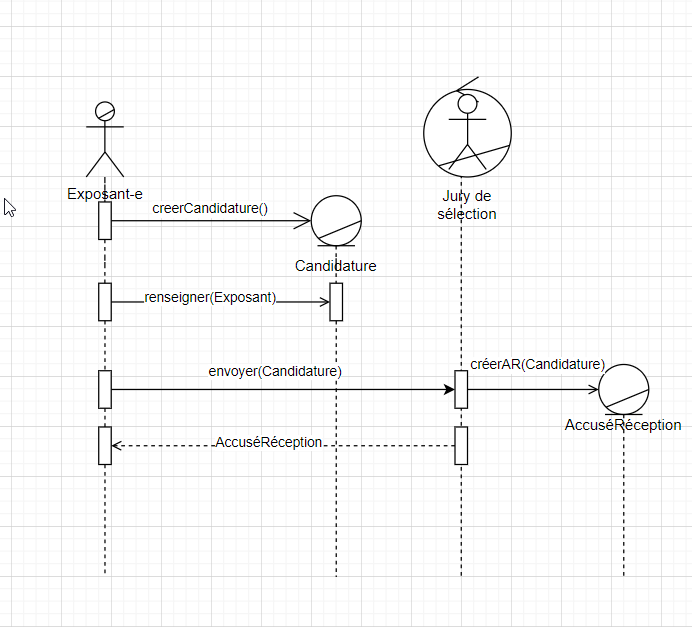 Exposant-e
Jury de
sélection
creerCandidature()
Candidature
renseigner(Exposant)
envoyer(Candidature)
créerAR(Candidature)
AccuséRéception
AccuséRéception